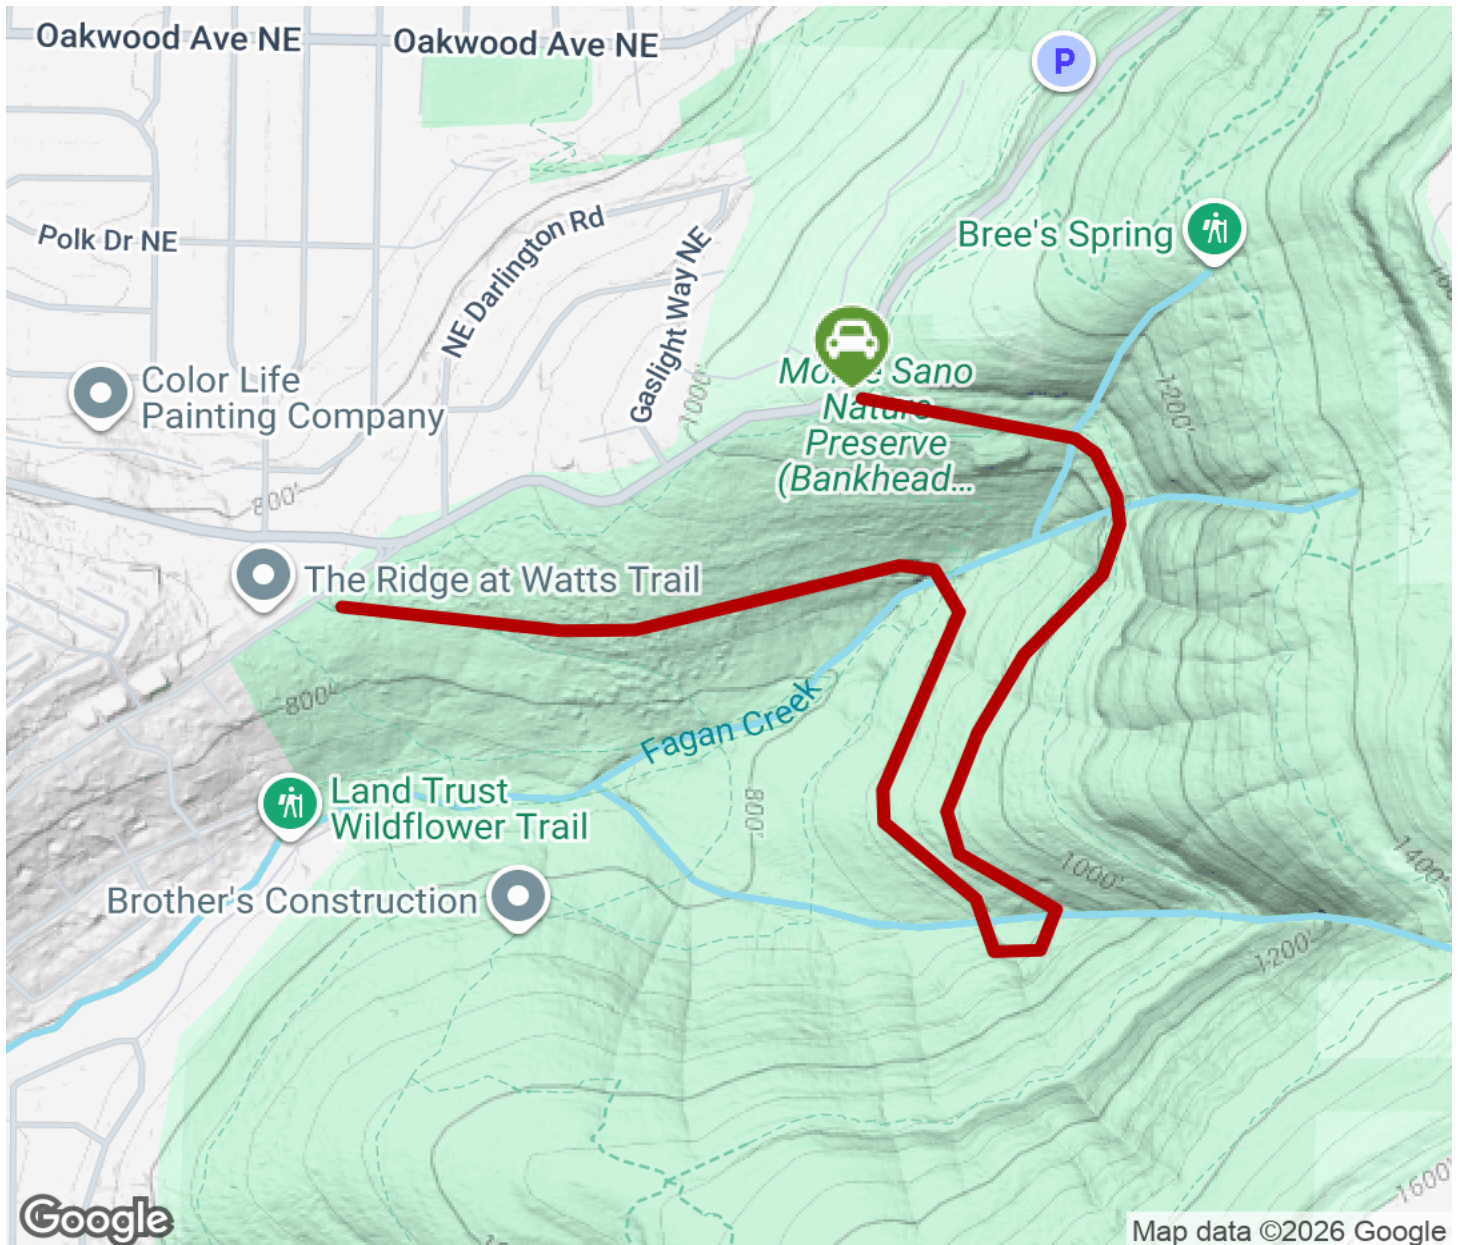 Oakwood Ave NE
Oakwood Ave NE
P
Polk Dr NE
NE Darlington Rd
Gaslight Way NE
Bree's Spring
Color Life
Painting Company
1000'
1200'
Nature
Preserve
(Bankhead...
800'
The Ridge at Watts Trail
800'
Fagan Creek
Land Trust
Wildflower Trail
800'
1000'
1400'
Brother's Construction
1200'
1600'
Google
Map data ©2026 Google